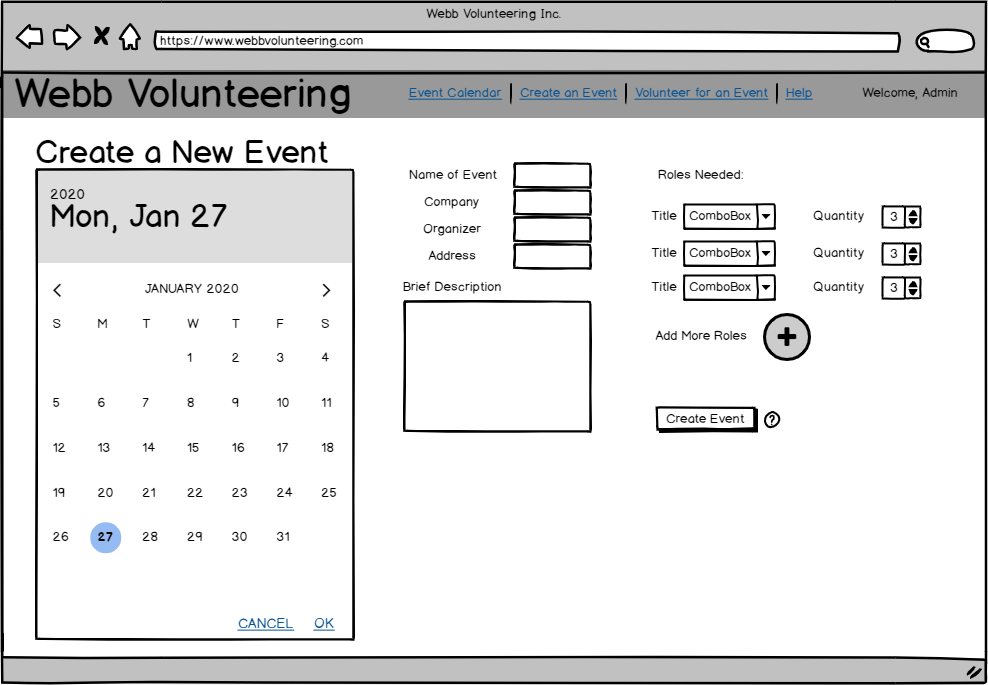 Webb Volunteering Inc.
https://www.webbvolunteering.com
Webb Volunteering
Event Calendar Create an Event Volunteer for an Event Help Welcome, Admin
Create a New Event
2020
Mon, Jan 27
JANUARY 2020
S M T W T F S
1 2 3 4
5 6 7 8 9 10 11
12 13 14 15 16 17 18
19 20 21 22 23 24 25
26 27 28 29 30 31
CANCEL OK
Name of Event
Company
Organizer
Address
Brief Description
Roles Needed:
Title ComboBox Quantity 3
Title ComboBox Quantity 3
Title ComboBox Quantity 3
Add More Roles +
Create Event ?